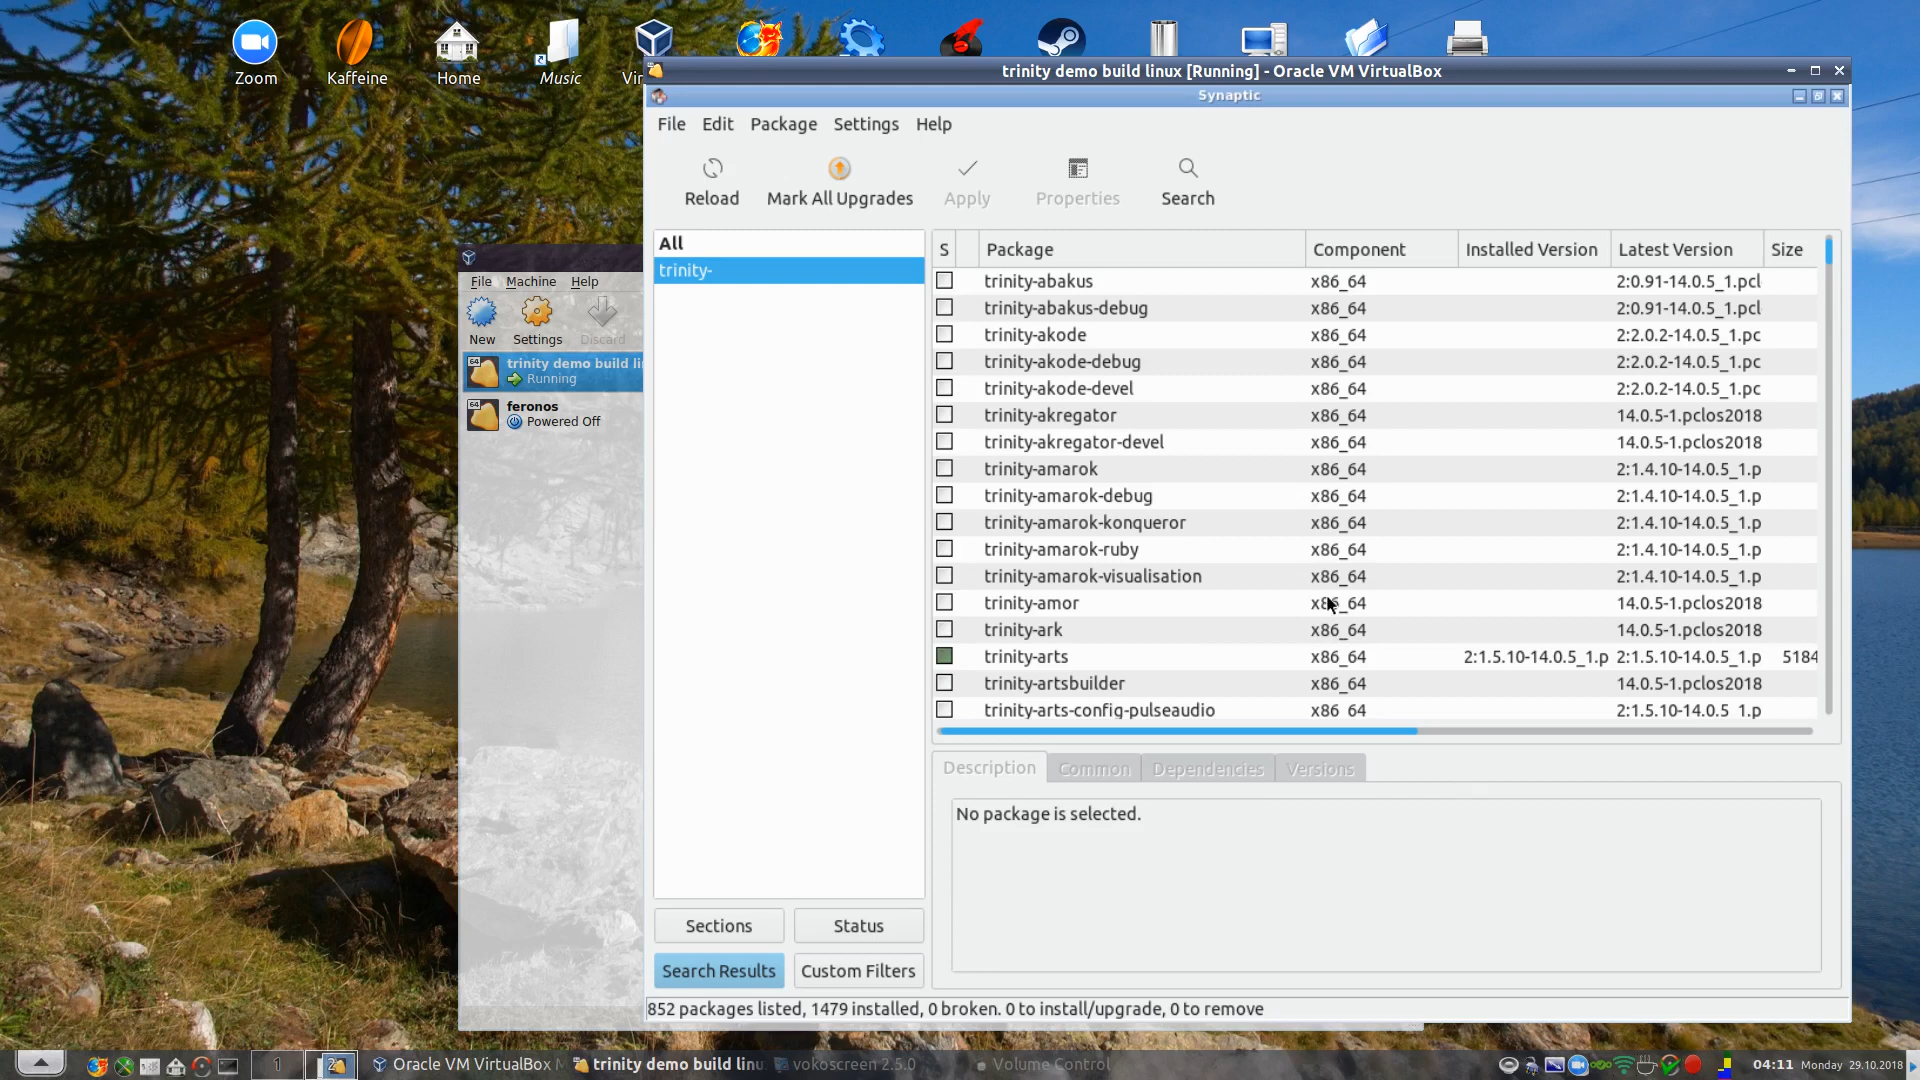 Zoom
Kaffeine
Home
Music
trinity demo build linux [Running] - Oracle VM VirtualBox
Synaptic
File Edit Package Settings Help
Reload
Mark All Upgrades
Apply
Properties
Search
All
trinity-
S Package Component Installed Version Latest Version Size
trinity-abakus x86_64 2:0.91-14.0.5_1.pcl
trinity-abakus-debug x86_64 2:0.91-14.0.5_1.pcl
trinity-akode x86_64 2:2.0.2-14.0.5_1.pc
trinity-akode-debug x86_64 2:2.0.2-14.0.5_1.pc
trinity-akode-devel x86_64 2:2.0.2-14.0.5_1.pc
trinity-akregator x86_64 14.0.5-1.pclos2018
trinity-akregator-devel x86_64 14.0.5-1.pclos2018
trinity-amarok x86_64 2:1.4.10-14.0.5_1.p
trinity-amarok-debug x86_64 2:1.4.10-14.0.5_1.p
trinity-amarok-konqueror x86_64 2:1.4.10-14.0.5_1.p
trinity-amarok-ruby x86_64 2:1.4.10-14.0.5_1.p
trinity-amarok-visualisation x86_64 2:1.4.10-14.0.5_1.p
trinity-amor x86_64 14.0.5-1.pclos2018
trinity-ark x86_64 14.0.5-1.pclos2018
trinity-arts x86_64 2:1.5.10-14.0.5_1.p 2:1.5.10-14.0.5_1.p 5184
trinity-artsbuilder x86_64 14.0.5-1.pclos2018
trinity-arts-config-pulseaudio x86_64 2:1.5.10-14.0.5_1.p
Description Common Dependencies Versions
No package is selected.
Sections Status
Search Results Custom Filters
852 packages listed, 1479 installed, 0 broken. 0 to install/upgrade, 0 to remove
File Machine Help
New Settings Discard
64 trinity demo build li
Running
64 feronos
Powered Off
1 2 Oracle VM VirtualBox trinity demo build linu vokoscreen 2.5.0 Volume Control 04:11 Monday 29.10.2018